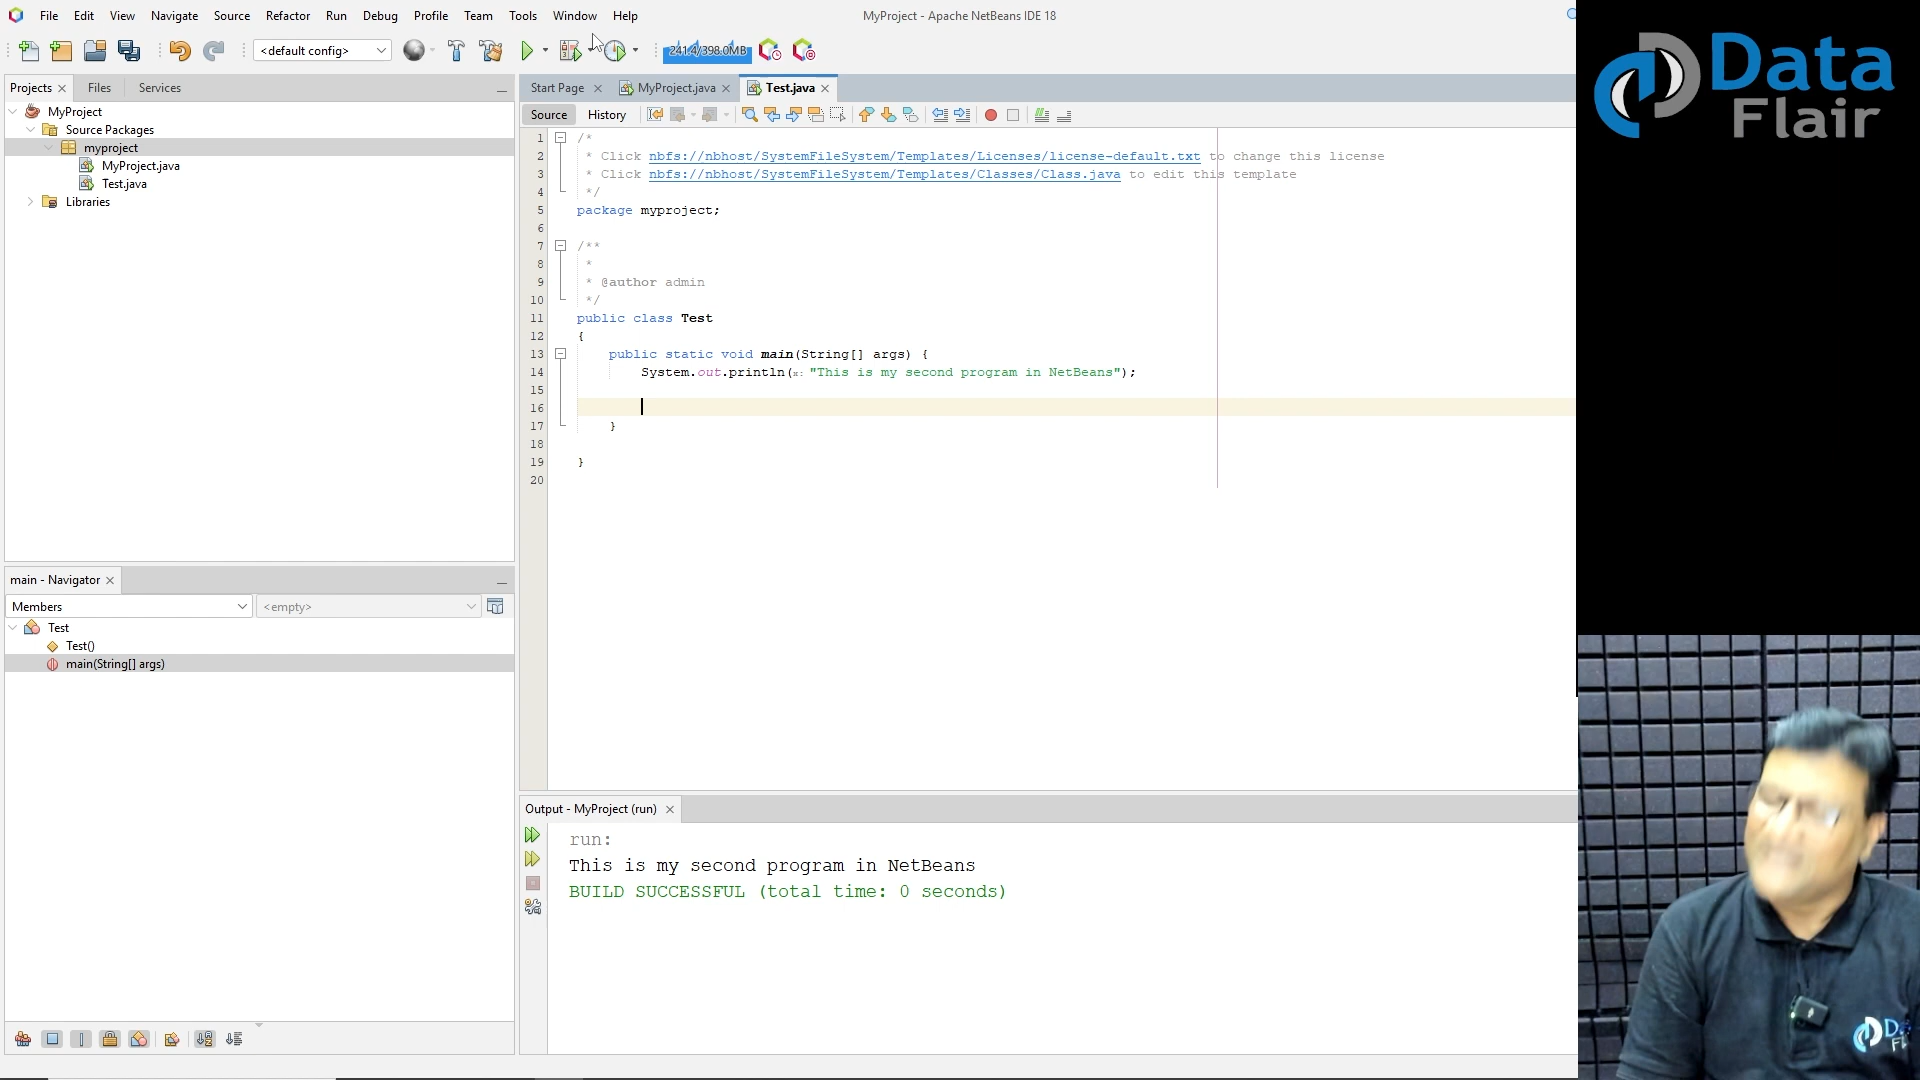 File Edit View Navigate Source Refactor Run Debug Profile Team Tools Window Help
MyProject - Apache NetBeans IDE 18
<default config>
241.4/398.0MB
Projects Files Services
MyProject
Source Packages
myproject
MyProject.java
Test.java
Libraries
main - Navigator
Members
<empty>
Test
Test()
main(String[] args)
Start Page MyProject.java Test.java
Source History
1 /*
2 * Click nbfs://nbhost/SystemFileSystem/Templates/Licenses/license-default.txt to change this license
3 * Click nbfs://nbhost/SystemFileSystem/Templates/Classes/Class.java to edit this template
4 */
5 package myproject;
6
7 /**
8 *
9 * @author admin
10 */
11 public class Test
12 {
13 public static void main(String[] args) {
14 System.out.println(x: "This is my second program in NetBeans");
15
16
17 }
18
19 }
20
Output - MyProject (run)
run:
This is my second program in NetBeans
BUILD SUCCESSFUL (total time: 0 seconds)
Data
Flair